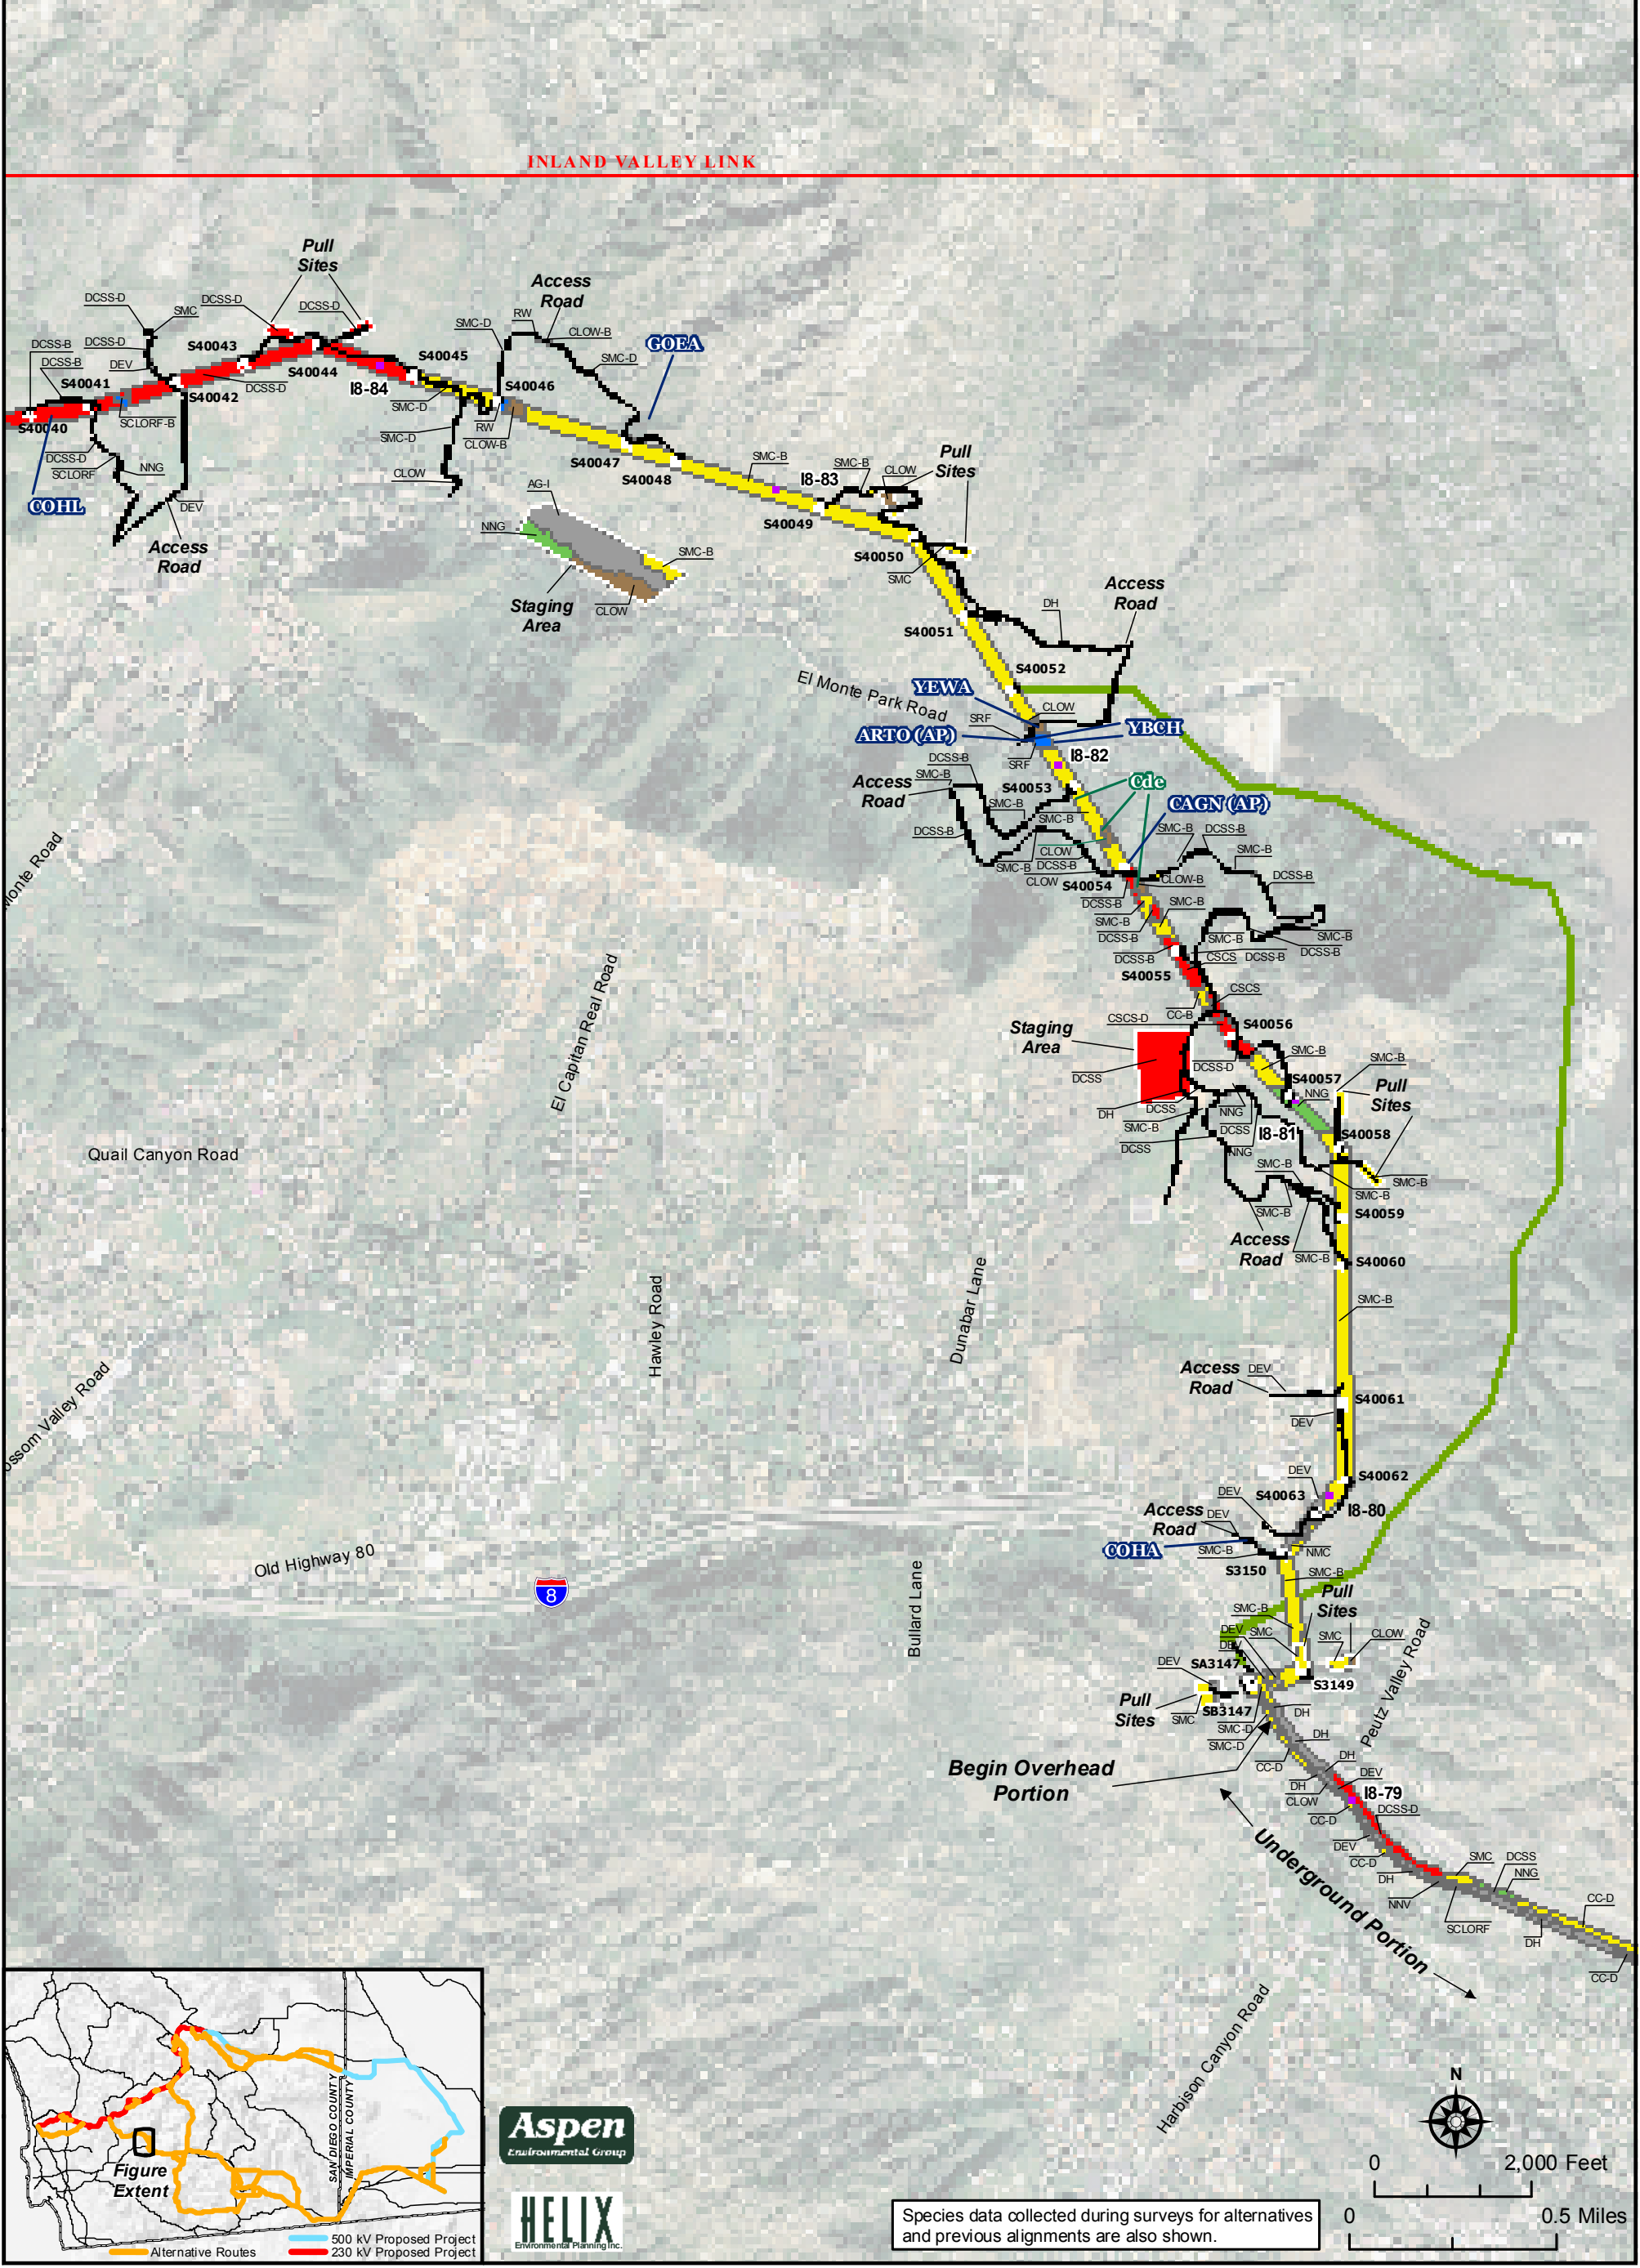 INLAND VALLEY LINK
Pull
Sites
Access
Road
DCSS-D
SMC
DCSS-D
DCSS-D
SMC-D
RW
CLOW-B
GOEA
DCSS-B
DCSS-D
S40043
S40045
SMC-D
DCSS-B
DEV
S40044
S40041
I8-84
S40046
DCSS-D
S40042
SMC-D
S40040
SCLORF-B
RW
SMC-D
CLOW-B
DCSS-D
SCLORF
NNG
CLOW
S40047
S40048
SMC-B
I8-83
SMC-B
CLOW
Pull
Sites
COHL
DEV
AG-I
S40049
NNG
Access
Road
SMC-B
S40050
SMC
Staging
Area
CLOW
DH
Access
Road
S40051
S40052
El Monte Park Road
YEWA
CLOW
SRF
ARTO (AP)
YBCH
SRF
I8-82
DCSS-B
SMC-B
Access
Road
S40053
Cde
SMC-B
CAGN (AP)
SMC-B
DCSS-B
SMC-B
DCSS-B
CLOW
SMC-B
DCSS-B
SMC-B
CLOW
S40054
CLOW-B
DCSS-B
DCSS-B
SMC-B
SMC-B
DCSS-B
SMC-B
SMC-B
DCSS-B
DCSS-B
CSCS
DCSS-B
S40055
CSCS
CC-B
CSCS-D
Staging
Area
S40056
SMC-B
SMC-B
DCSS-D
DCSS
S40057
NNG
Pull
Sites
DH
DCSS
NNG
SMC-B
DCSS
I8-81
S40058
DCSS
NNG
SMC-B
SMC-B
SMC-B
SMC-B
S40059
Access
Road
SMC-B
S40060
SMC-B
Monte Road
El Capitan Real Road
Quail Canyon Road
Hawley Road
Dunabar Lane
ossom Valley Road
Access
Road
DEV
S40061
DEV
S40062
DEV
DEV
S40063
I8-80
Access
Road
DEV
COHA
SMC-B
NMC
S3150
SMC-B
Old Highway 80
8
Bullard Lane
Pull
Sites
SMC-B
DEV
SMC
DEV
SMC
CLOW
SA3147
DEV
S3149
Pull
Sites
SMC
SB3147
SMC-D
DH
SMC-D
DH
Peutz Valley Road
CC-D
DH
Begin Overhead
Portion
DH
DEV
CLOW
I8-79
CC-D
DCSS-D
DEV
CC-D
SMC
DCSS
NNG
DH
NNV
SCLORF
CC-D
DH
CC-D
Underground Portion
Harbison Canyon Road
SAN DIEGO COUNTY
IMPERIAL COUNTY
Figure
Extent
500 kV Proposed Project
Alternative Routes
230 kV Proposed Project
Aspen
Environmental Group
HELIX
Environmental Planning Inc.
Species data collected during surveys for alternatives
and previous alignments are also shown.
N
0 2,000 Feet
0 0.5 Miles